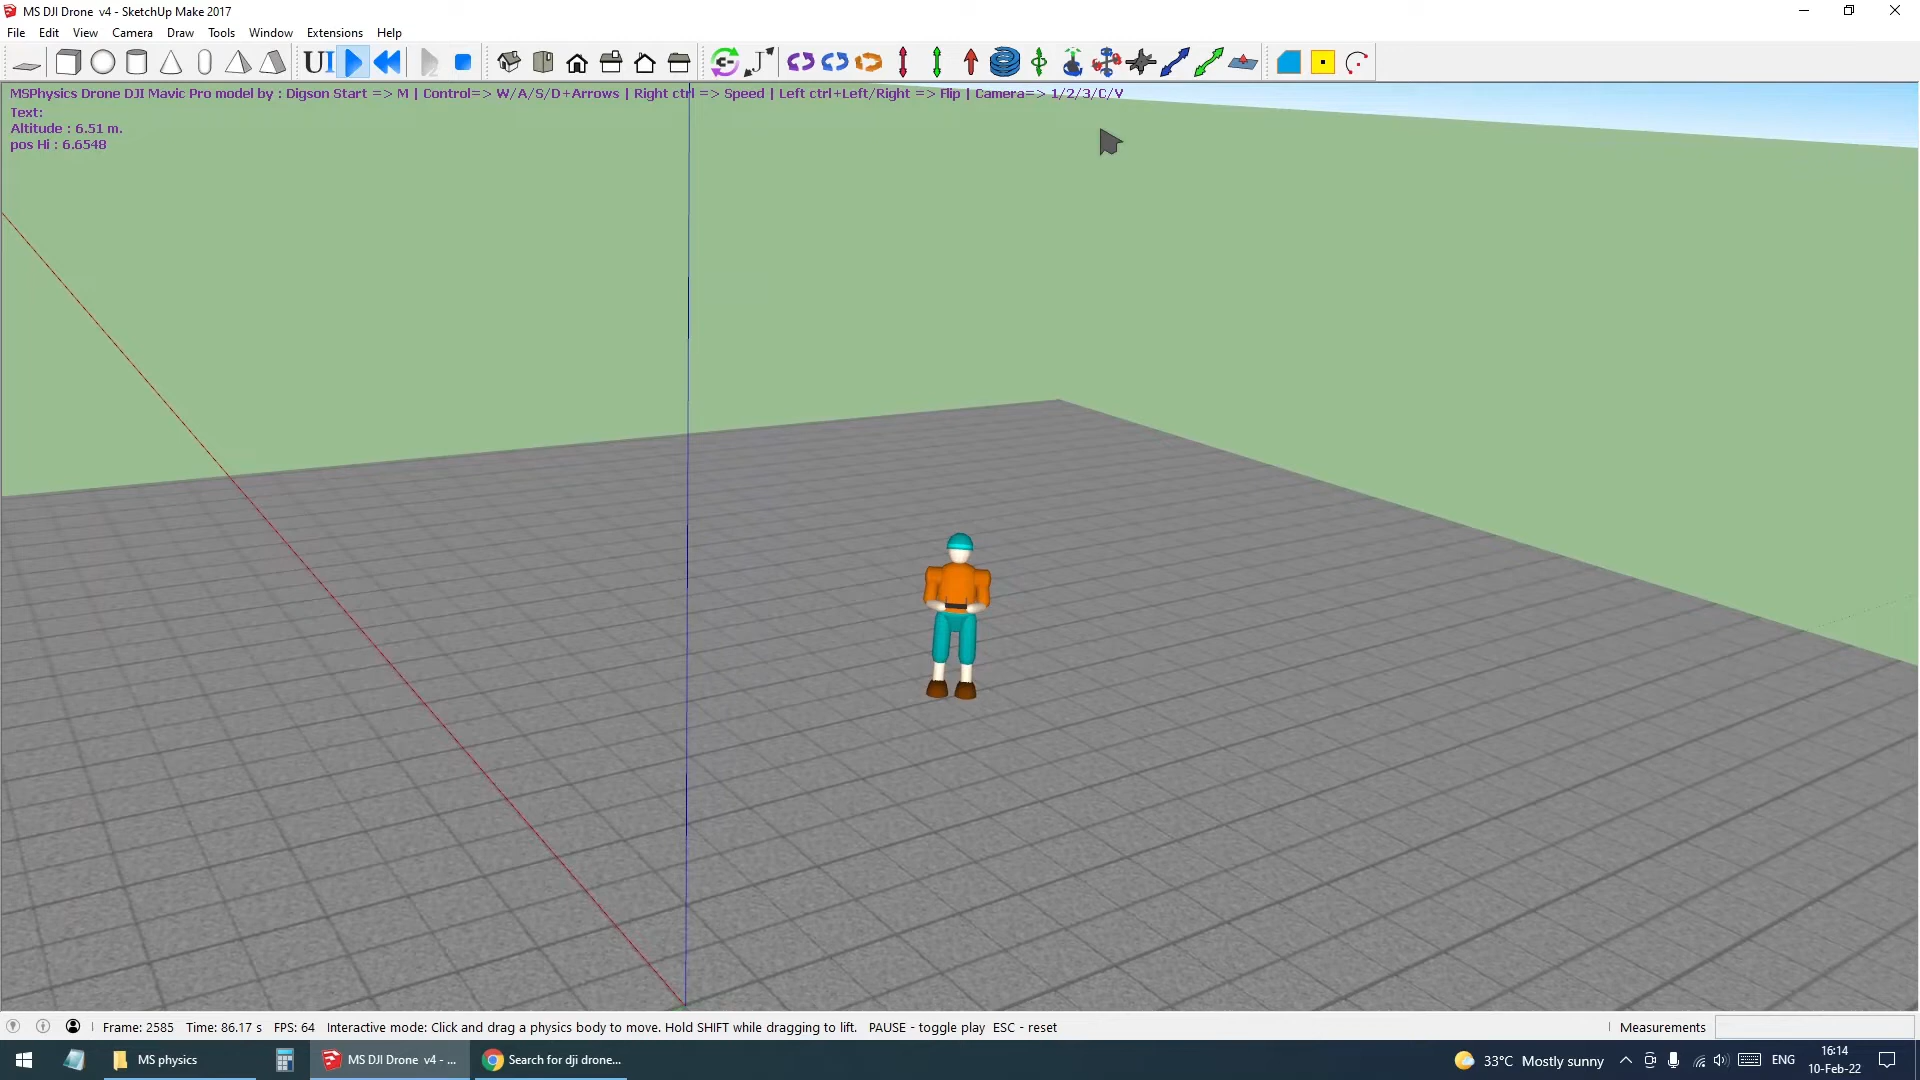 MS DJI Drone  v4 - SketchUp Make 2017
File Edit View Camera Draw Tools Window Extensions Help
UI
MSPhysics Drone DJI Mavic Pro model by : Digson Start => M | Control=> W/A/S/D+Arrows | Right ctrl => Speed | Left ctrl+Left/Right => Flip | Camera=> 1/2/3/C/V
Text:
Altitude : 6.51 m.
pos Hi : 6.6548
Frame: 2585 Time: 86.17 s FPS: 64 Interactive mode: Click and drag a physics body to move. Hold SHIFT while dragging to lift. PAUSE - toggle play ESC - reset Measurements
MS physics MS DJI Drone v4 - ... Search for dji drone... 33°C Mostly sunny ENG 16:14
10-Feb-22